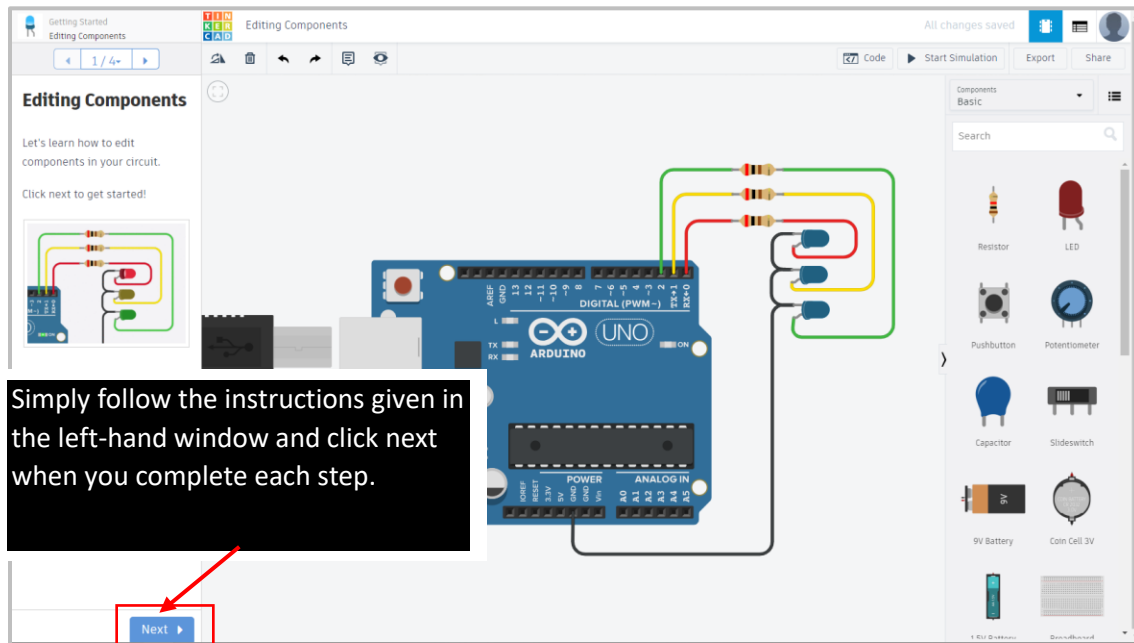 Getting Started
Editing Components
TIN
KER
CAD
Editing Components
All changes saved
1 / 4
Code
Start Simulation
Export
Share
Editing Components
Let's learn how to edit
components in your circuit.
Click next to get started!
Simply follow the instructions given in
the left-hand window and click next
when you complete each step.
Next
AREF
GND
13
12
~11
~10
~9
8
7
~6
~5
4
~3
2
TX→1
RX←0
DIGITAL (PWM~)
L
TX
RX
ARDUINO
UNO
ON
POWER
ANALOG IN
IOREF
RESET
3.3V
5V
GND
GND
Vin
A0
A1
A2
A3
A4
A5
Components
Basic
Search
Resistor
LED
Pushbutton
Potentiometer
Capacitor
Slideswitch
9V
9V Battery
Coin Cell 3V
1.5V Battery
Breadboard